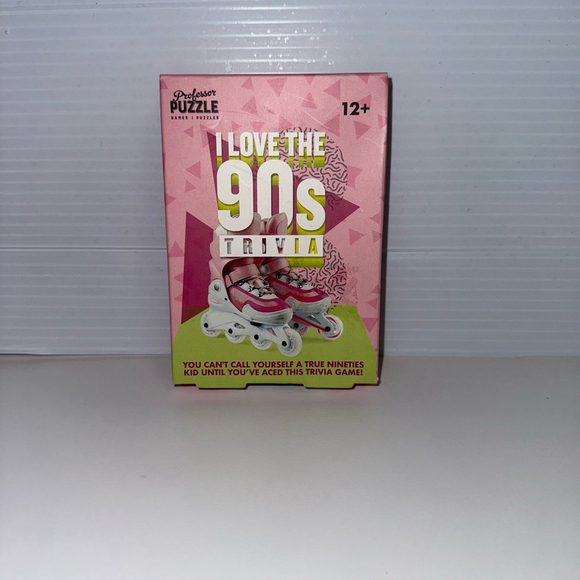 Professor
PUZZLE
GAMES | PUZZLES
12+
I LOVE THE
90s
TRIVIA
YOU CAN'T CALL YOURSELF A TRUE NINETIES
KID UNTIL YOU'VE ACED THIS TRIVIA GAME!